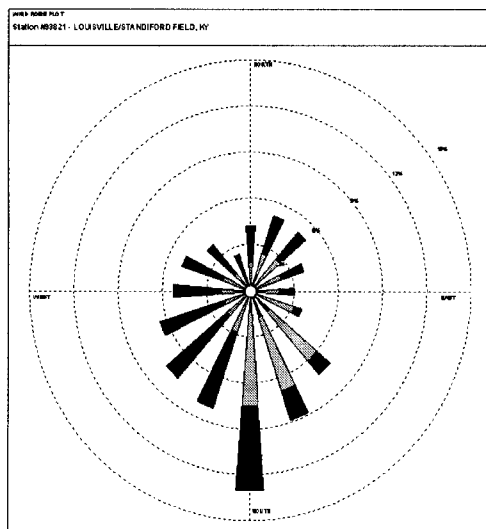 WIND ROSE PLOT
Station #93821 - LOUISVILLE/STANDIFORD FIELD, KY
NORTH
15%
12%
9%
6%
WEST
EAST
SOUTH